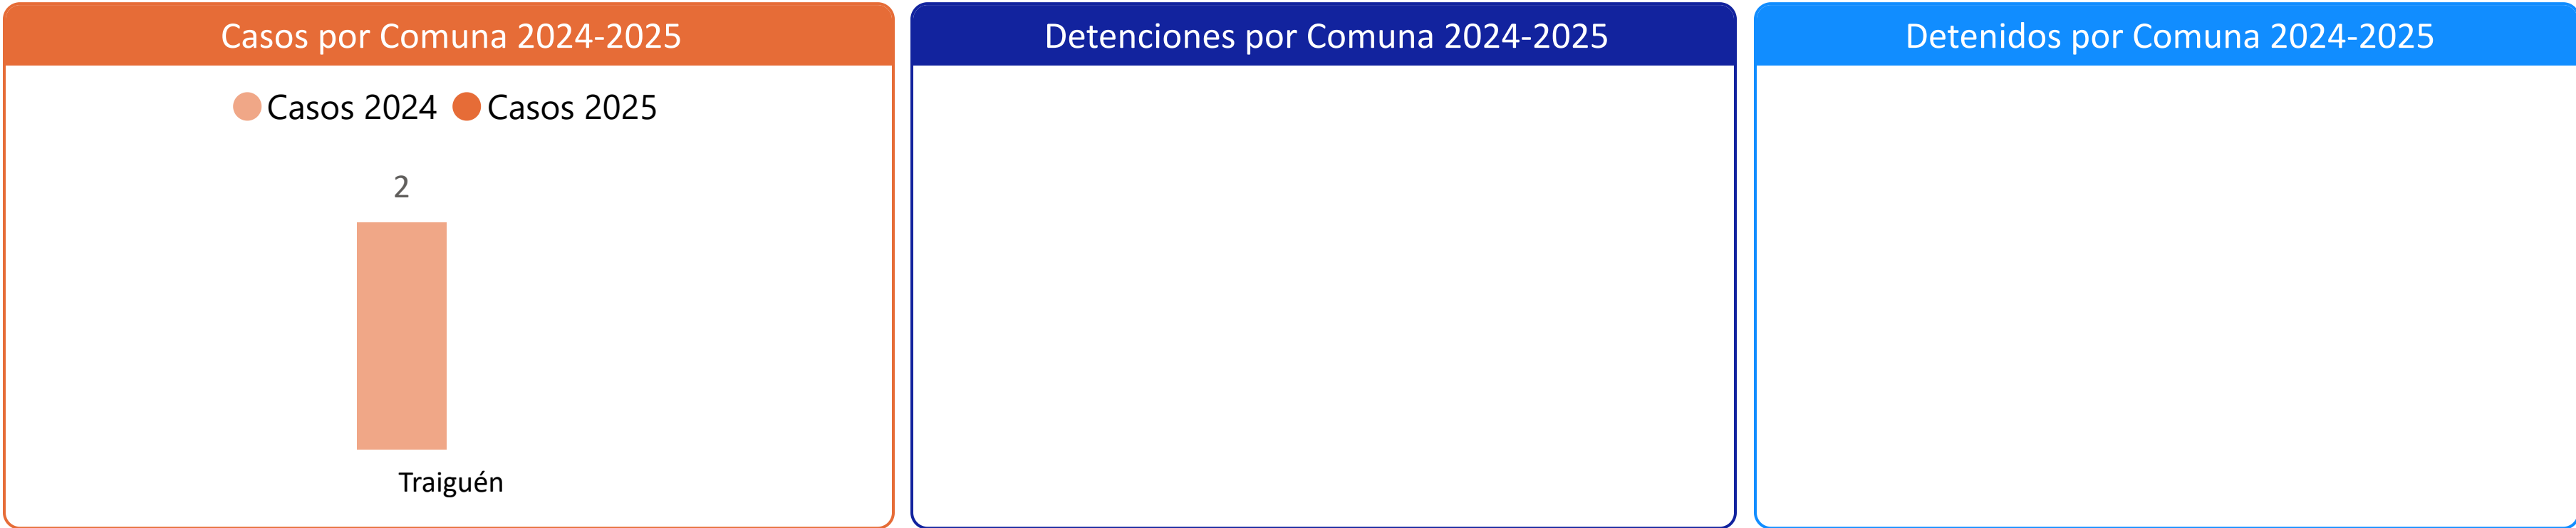 Casos por Comuna 2024-2025
Casos 2024 Casos 2025
2
Traiguén
Detenciones por Comuna 2024-2025
Detenidos por Comuna 2024-2025